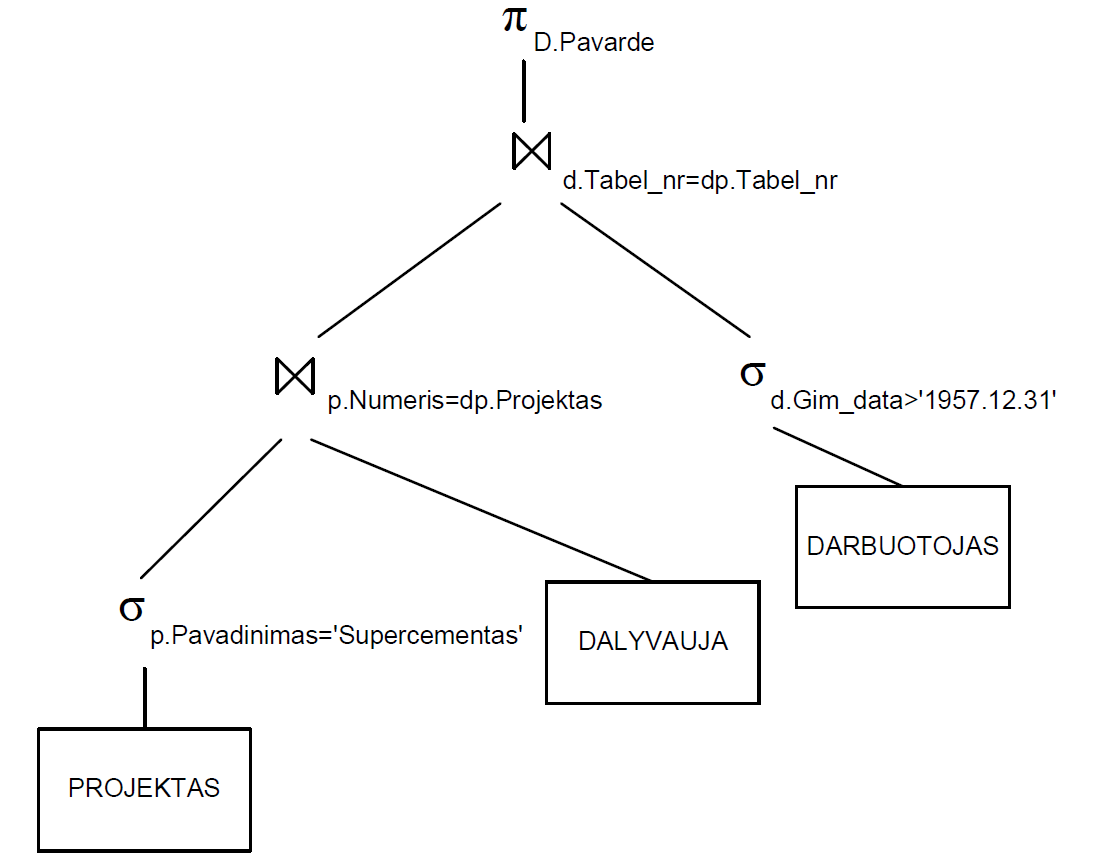 π D.Pavarde
⋈ d.Tabel_nr=dp.Tabel_nr
⋈ p.Numeris=dp.Projektas
σ d.Gim_data>'1957.12.31'
DARBUOTOJAS
σ p.Pavadinimas='Supercementas'
DALYVAUJA
PROJEKTAS